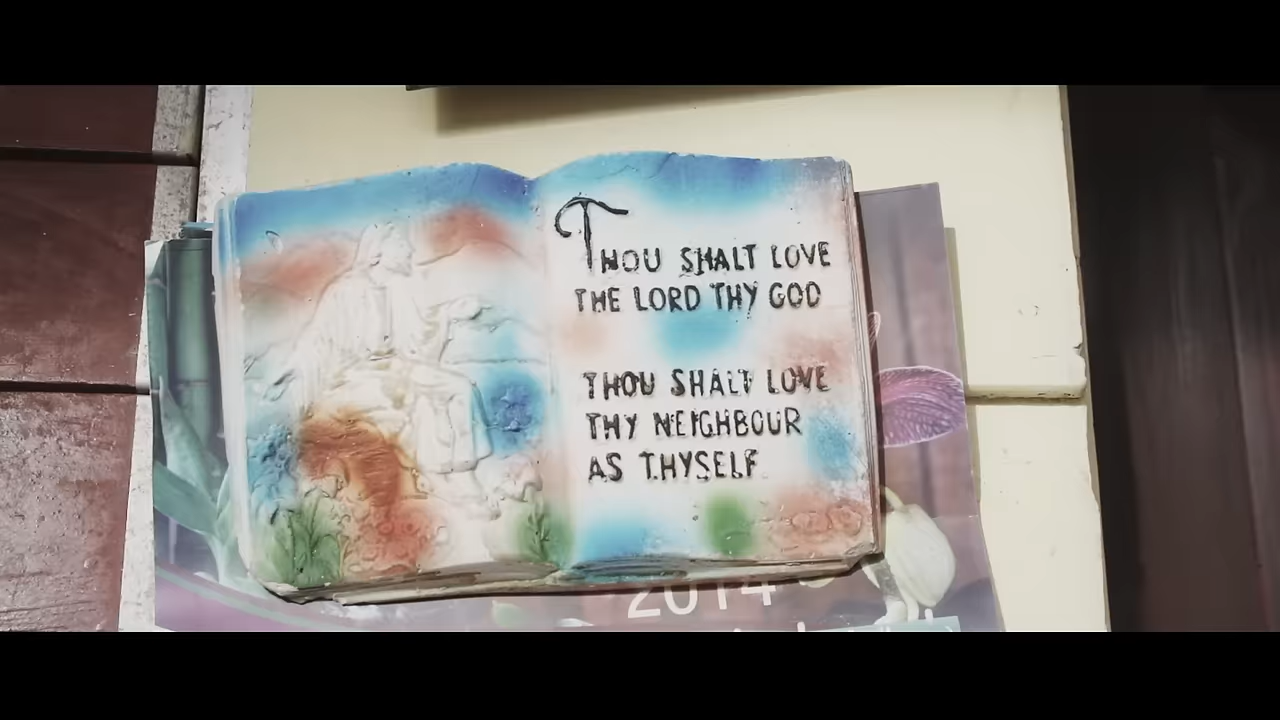 THOU SHALT LOVE
THE LORD THY GOD
THOU SHALT LOVE
THY NEIGHBOUR
AS THYSELF
2014